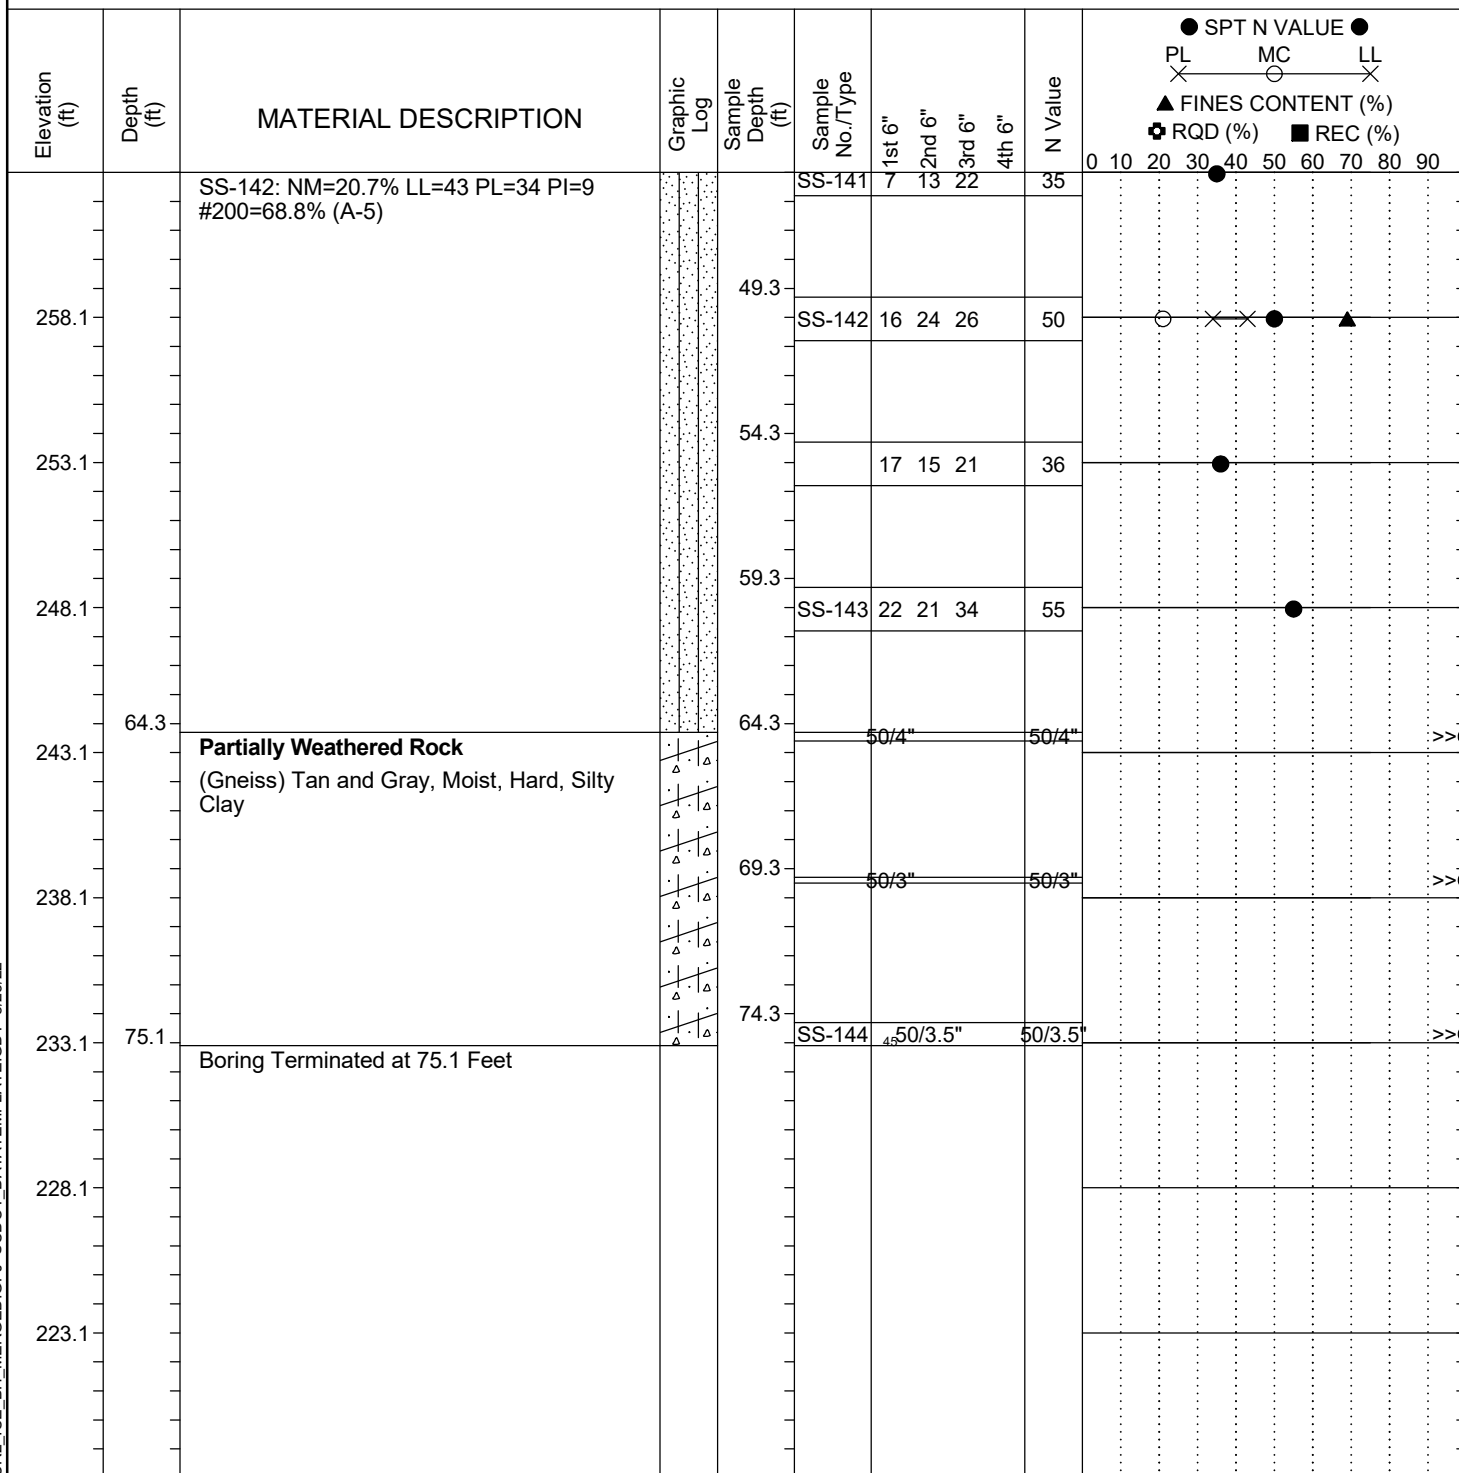 ● SPT N VALUE ●
PL MC LL
▲ FINES CONTENT (%)
RQD (%) ■ REC (%)
Elevation (ft) Depth (ft) MATERIAL DESCRIPTION Graphic Log Sample Depth (ft) Sample No./Type 1st 6" 2nd 6" 3rd 6" 4th 6" N Value
0 10 20 30 40 50 60 70 80 90
SS-142: NM=20.7% LL=43 PL=34 PI=9 SS-141 7 13 22 35
#200=68.8% (A-5)
49.3
258.1 SS-142 16 24 26 50
54.3
253.1 17 15 21 36
59.3
248.1 SS-143 22 21 34 55
64.3 64.3
50/4" 50/4" >>
243.1 Partially Weathered Rock
(Gneiss) Tan and Gray, Moist, Hard, Silty
Clay
69.3
50/3" 50/3" >>
238.1
74.3
233.1 75.1 SS-144 45 50/3.5" 50/3.5" >>
Boring Terminated at 75.1 Feet
228.1
223.1